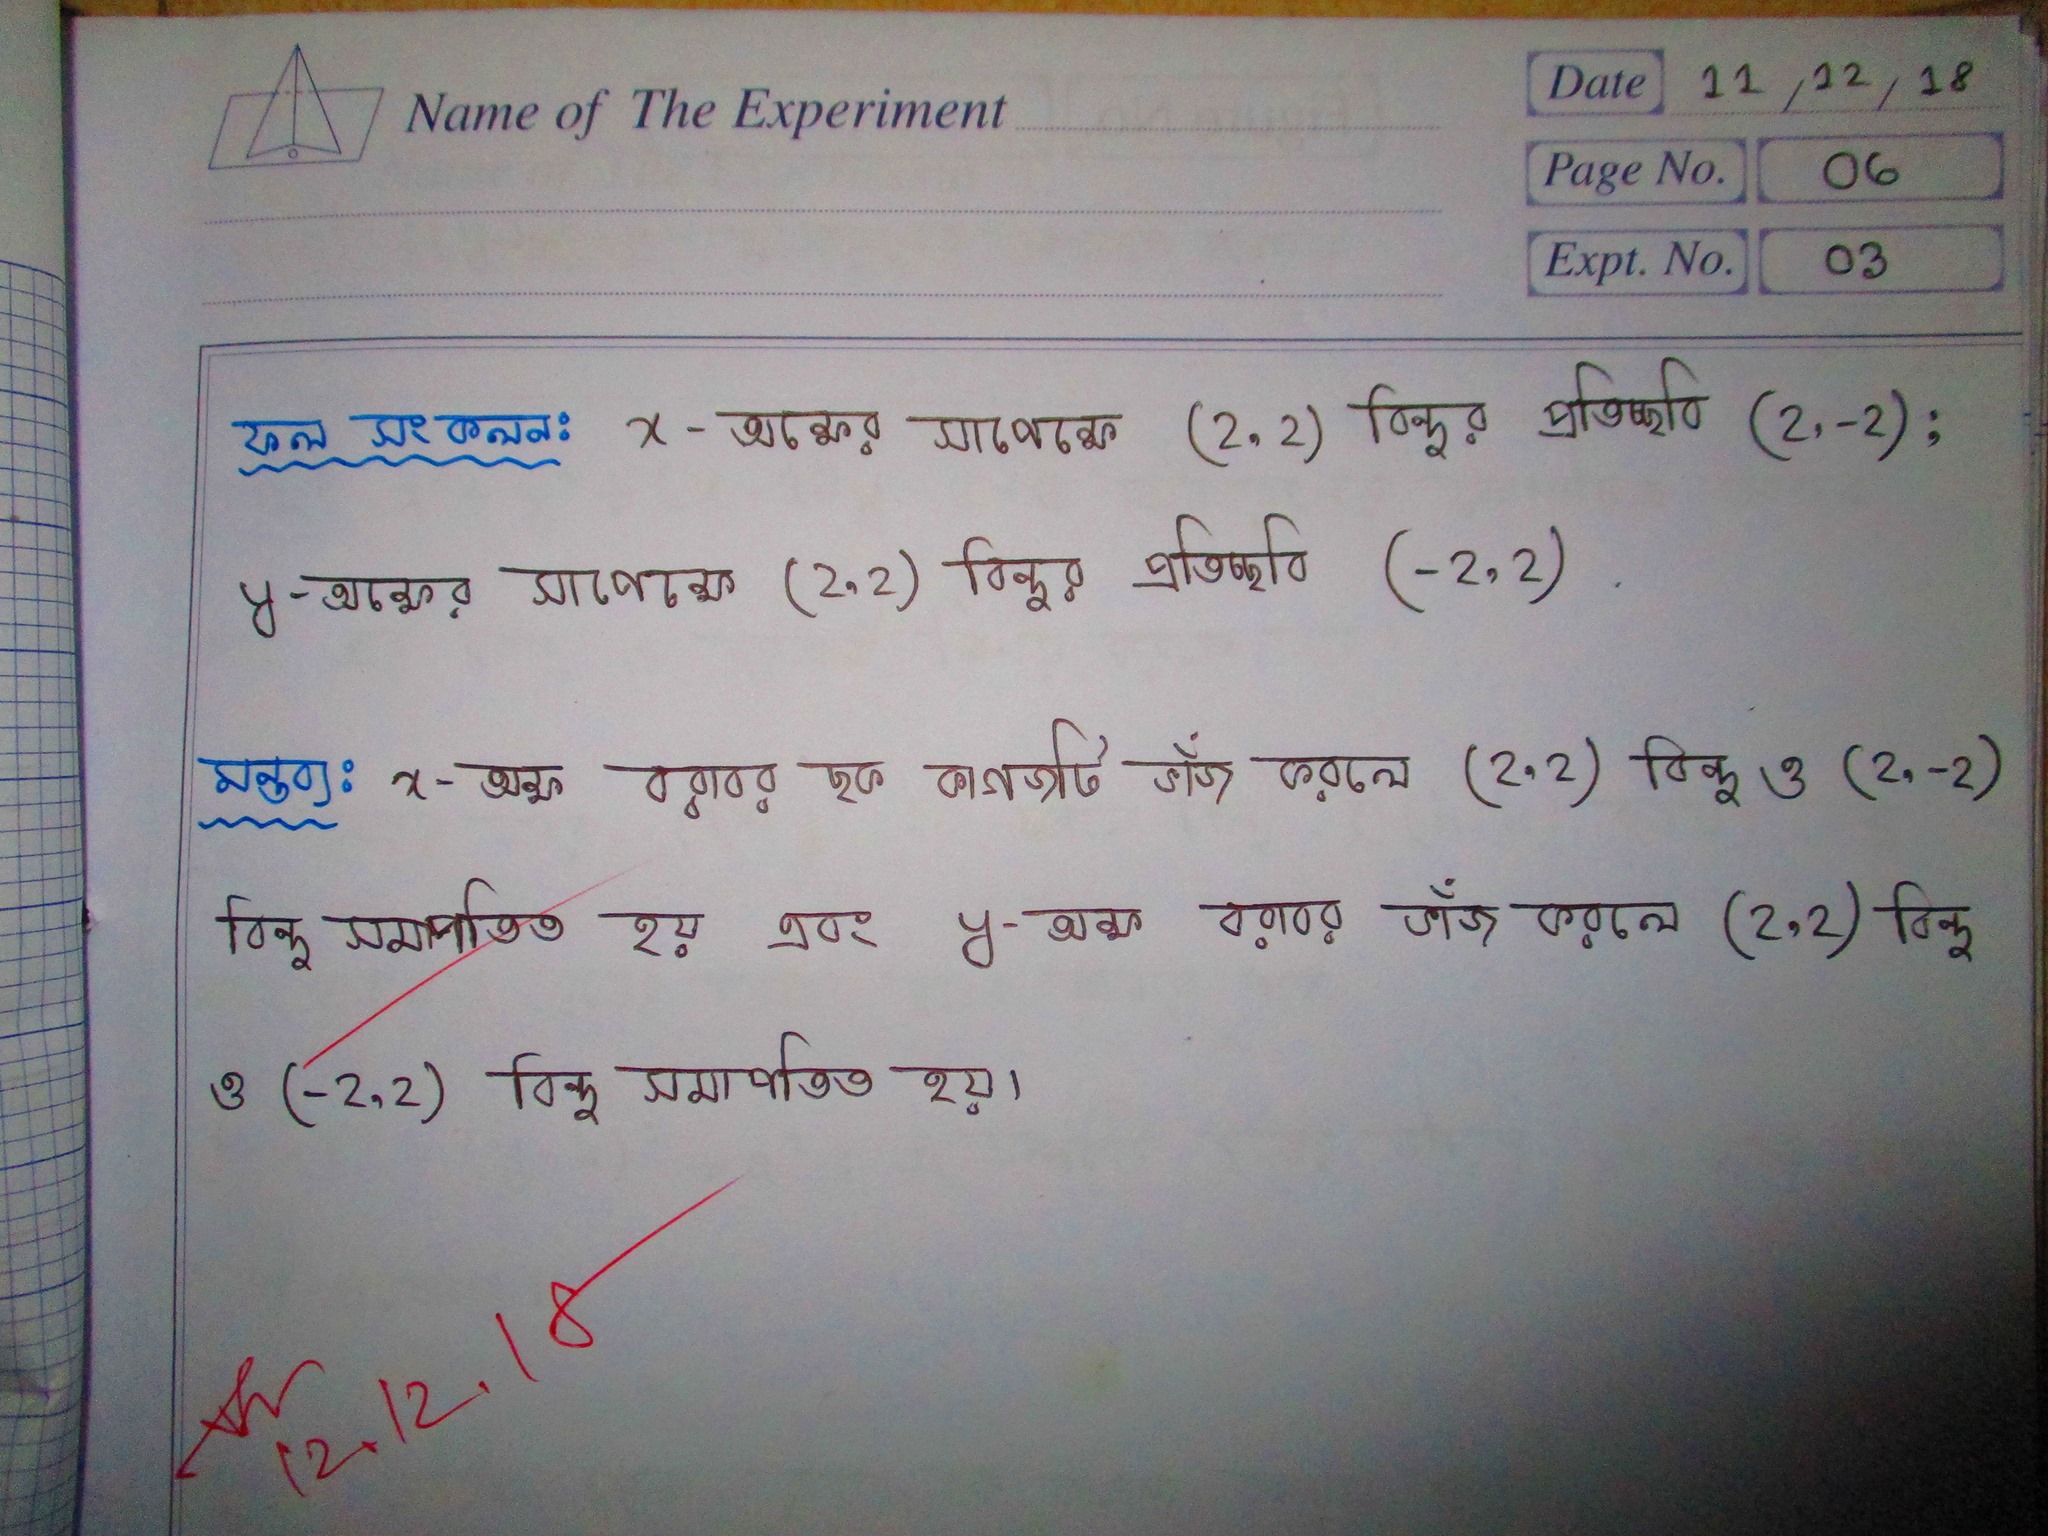 Name of The Experiment
Date 11/12/18
Page No. 06
Expt. No. 03
ফল সংকলনঃ x-অক্ষের সাপেক্ষে (2,2) বিন্দুর প্রতিচ্ছবি (2,-2);
y-অক্ষের সাপেক্ষে (2,2) বিন্দুর প্রতিচ্ছবি (-2,2).
মন্তব্যঃ x-অক্ষ বরাবর ছক কাগজটি ভাঁজ করলে (2,2) বিন্দু ও (2,-2)
বিন্দু সমাপতিত হয় এবং y-অক্ষ বরাবর ভাঁজ করলে (2,2) বিন্দু
ও (-2,2) বিন্দু সমাপতিত হয়।
12.12.18